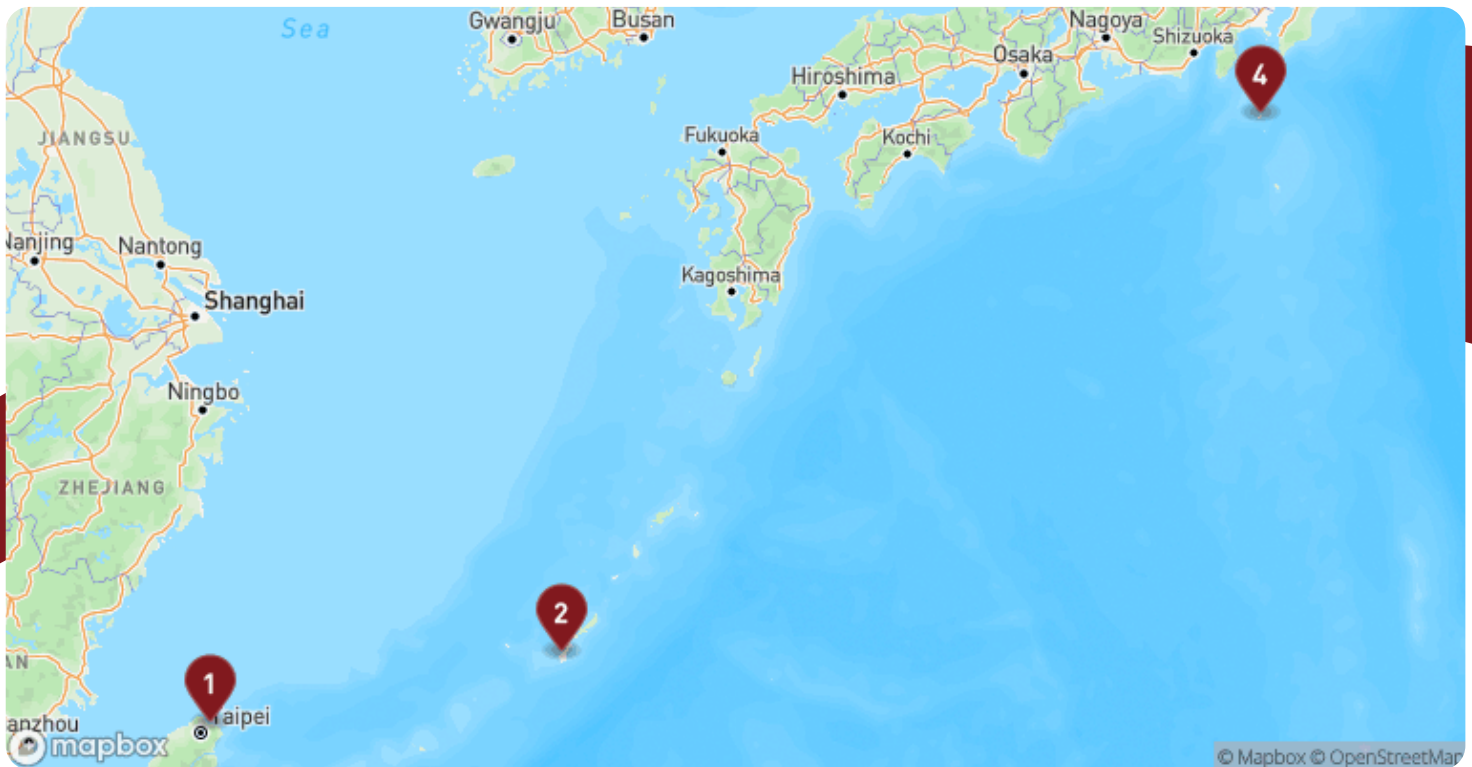 Sea
Gwangju
Busan
Nagoya
Shizuoka
Osaka
Hiroshima
4
JIANGSU
Fukuoka
Kochi
Nanjing
Nantong
Kagoshima
Shanghai
Ningbo
ZHEJIANG
2
AN
1
Taipei
anzhou
mapbox
© Mapbox © OpenStreetMap